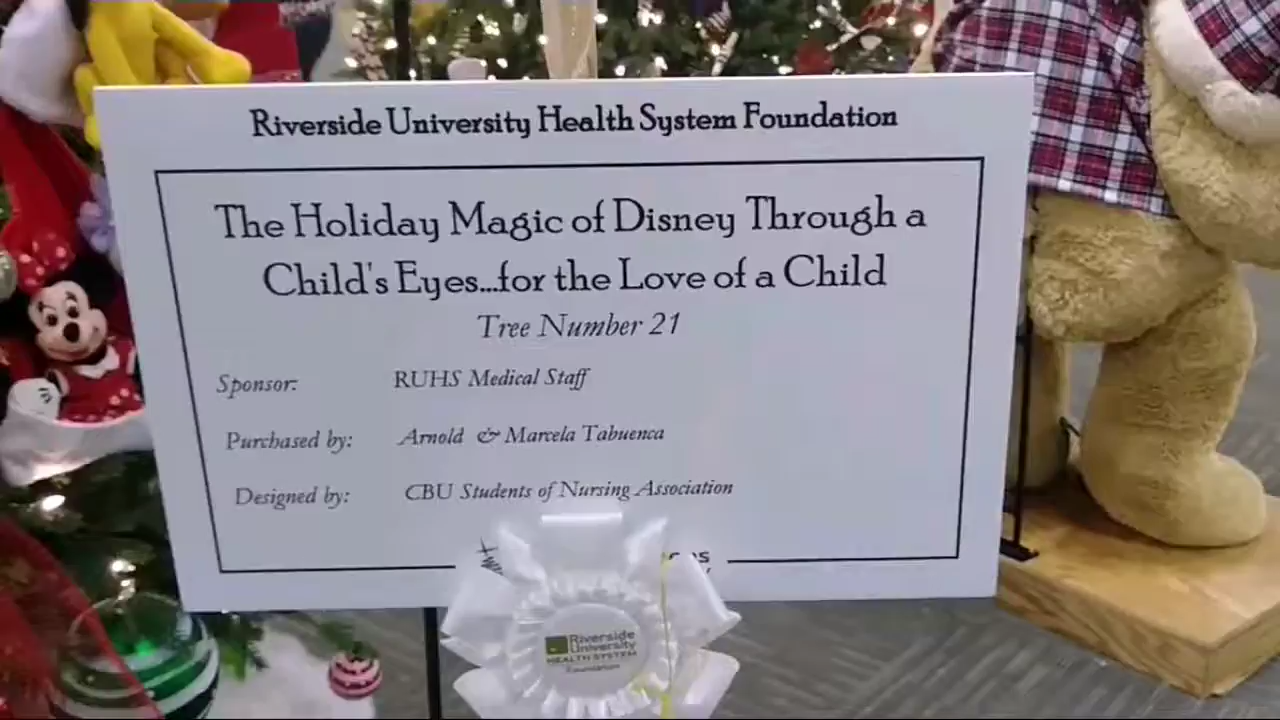 Riverside University Health System Foundation
The Holiday Magic of Disney Through a
Child's Eyes...for the Love of a Child
Tree Number 21
Sponsor: RUHS Medical Staff
Purchased by: Arnold & Marcela Tabuenca
Designed by: CBU Students of Nursing Association
Riverside
University
HEALTH SYSTEM
Foundation